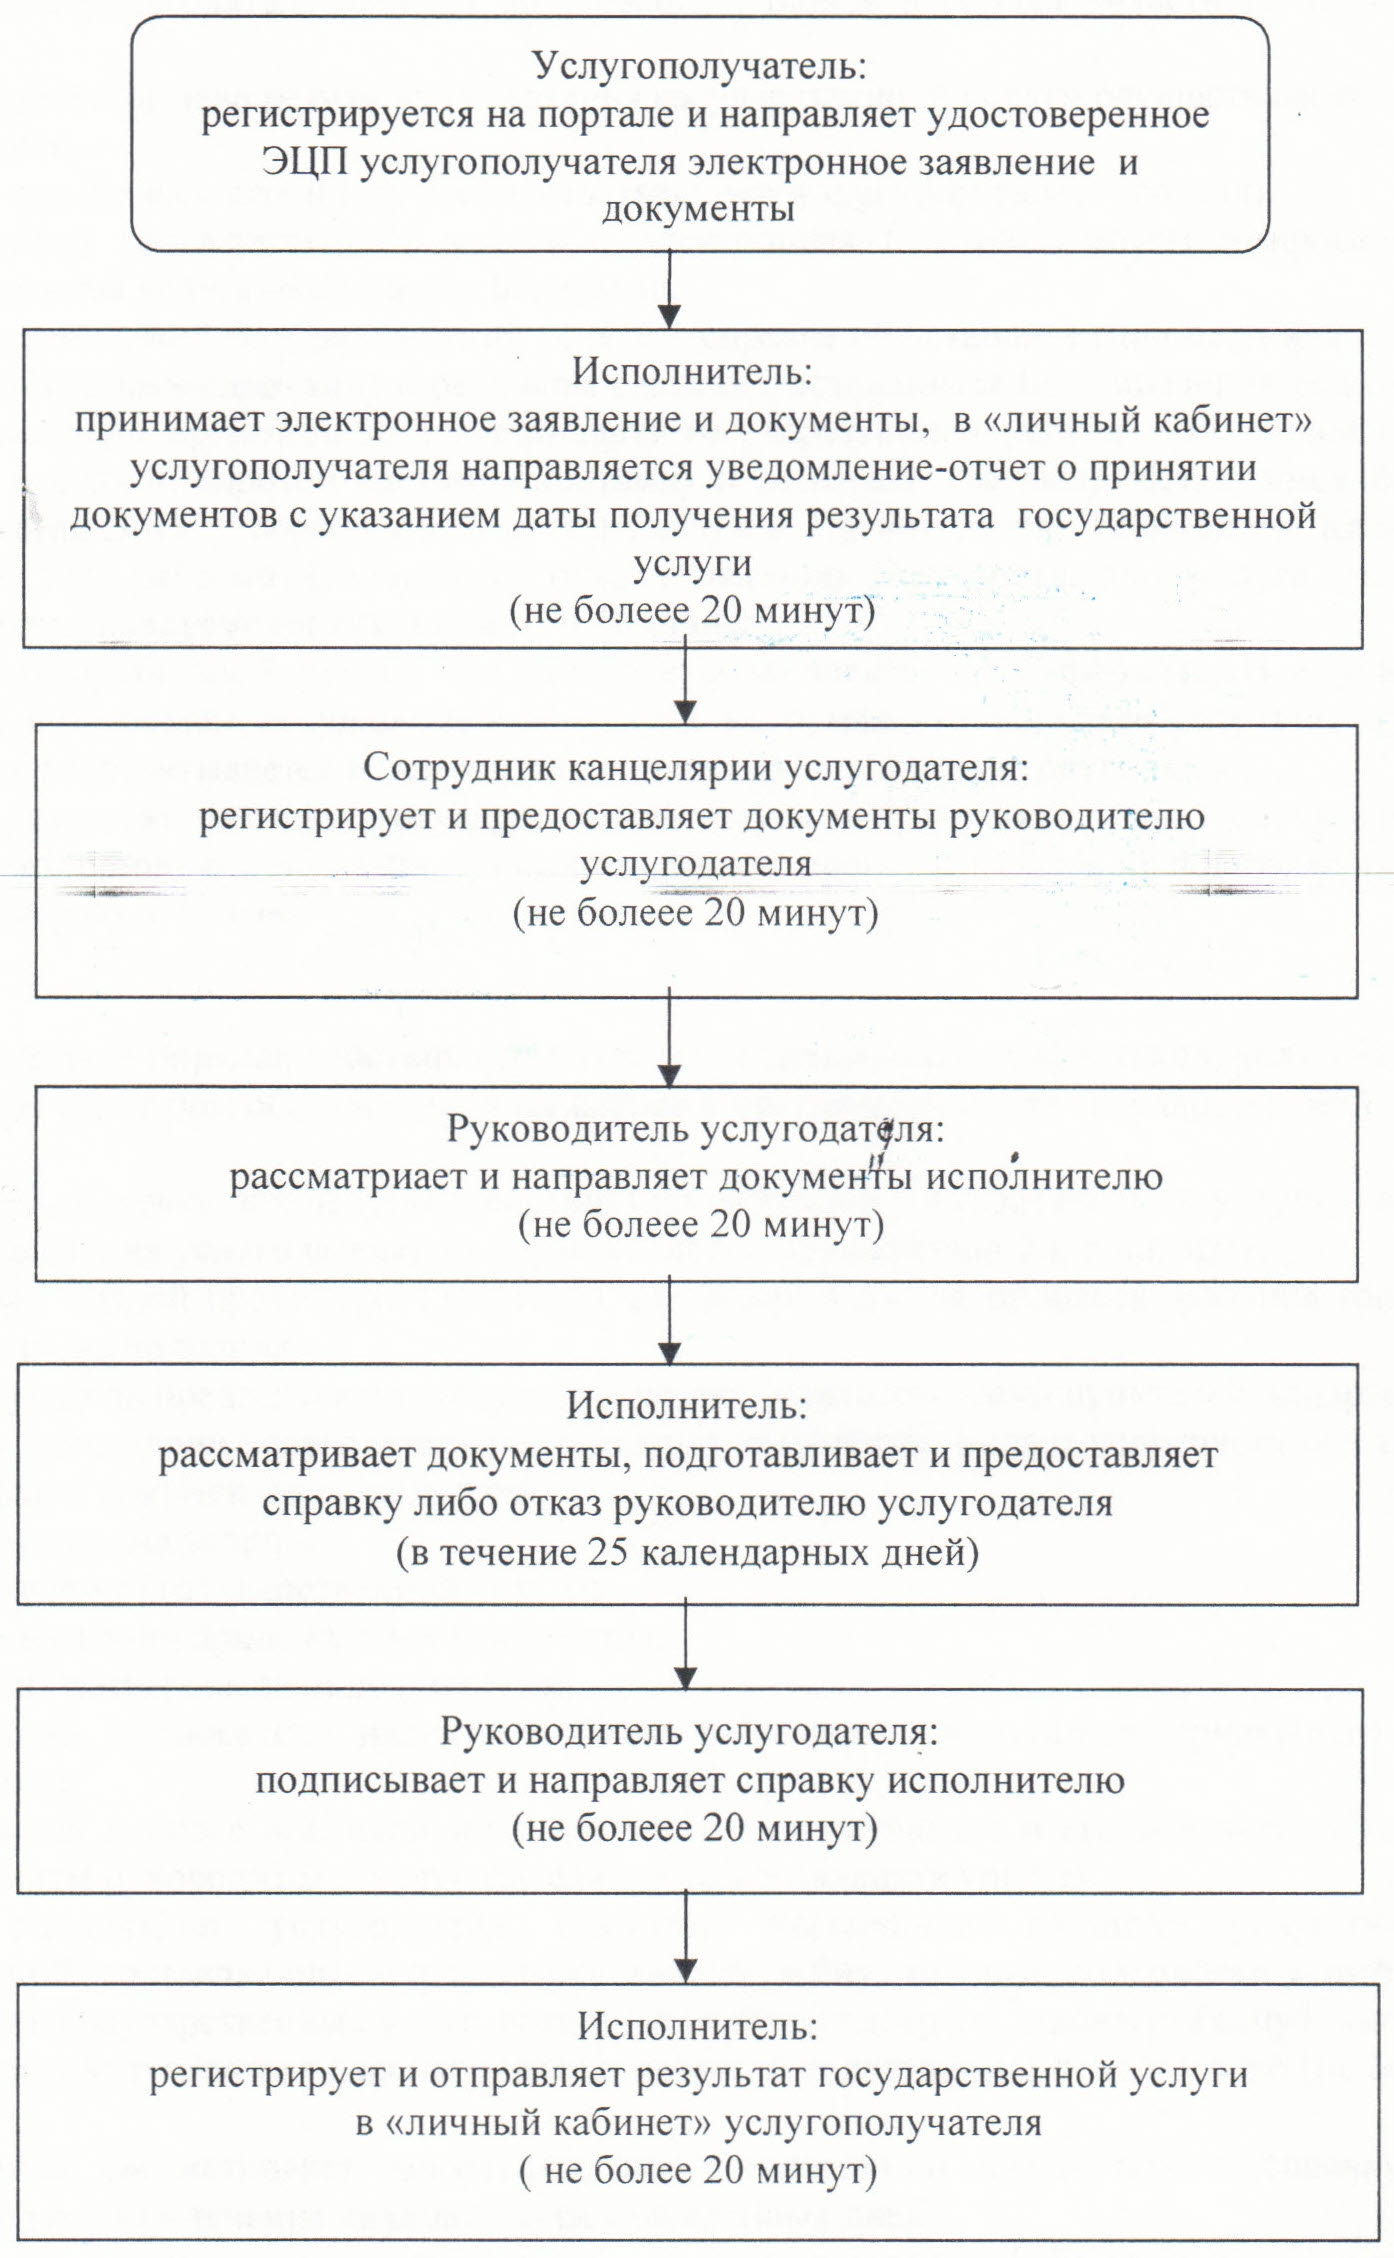 Услугополучатель:
регистрируется на портале и направляет удостоверенное
ЭЦП услугополучателя электронное заявление и
документы
Исполнитель:
принимает электронное заявление и документы, в «личный кабинет»
услугополучателя направляется уведомление-отчет о принятии
документов с указанием даты получения результата государственной
услуги
(не болеее 20 минут)
Сотрудник канцелярии услугодателя:
регистрирует и предоставляет документы руководителю
услугодателя
(не болеее 20 минут)
Руководитель услугодателя:
рассматриает и направляет документы исполнителю
(не болеее 20 минут)
Исполнитель:
рассматривает документы, подготавливает и предоставляет
справку либо отказ руководителю услугодателя
(в течение 25 календарных дней)
Руководитель услугодателя:
подписывает и направляет справку исполнителю
(не болеее 20 минут)
Исполнитель:
регистрирует и отправляет результат государственной услуги
в «личный кабинет» услугополучателя
( не более 20 минут)